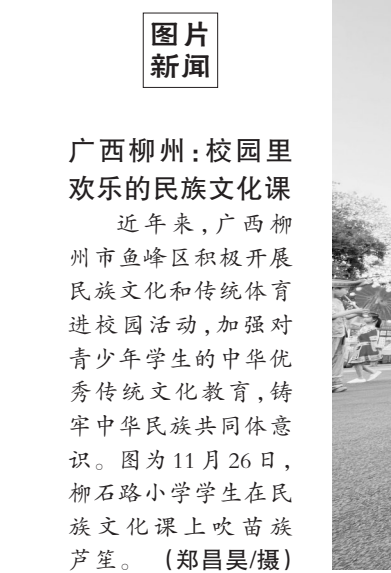 图片
新闻
广西柳州：校园里
欢乐的民族文化课
近年来，广西柳
州市鱼峰区积极开展
民族文化和传统体育
进校园活动，加强对
青少年学生的中华优
秀传统文化教育，铸
牢中华民族共同体意
识。图为11月26日，
柳石路小学学生在民
族文化课上吹苗族
芦笙。（郑昌昊/摄）